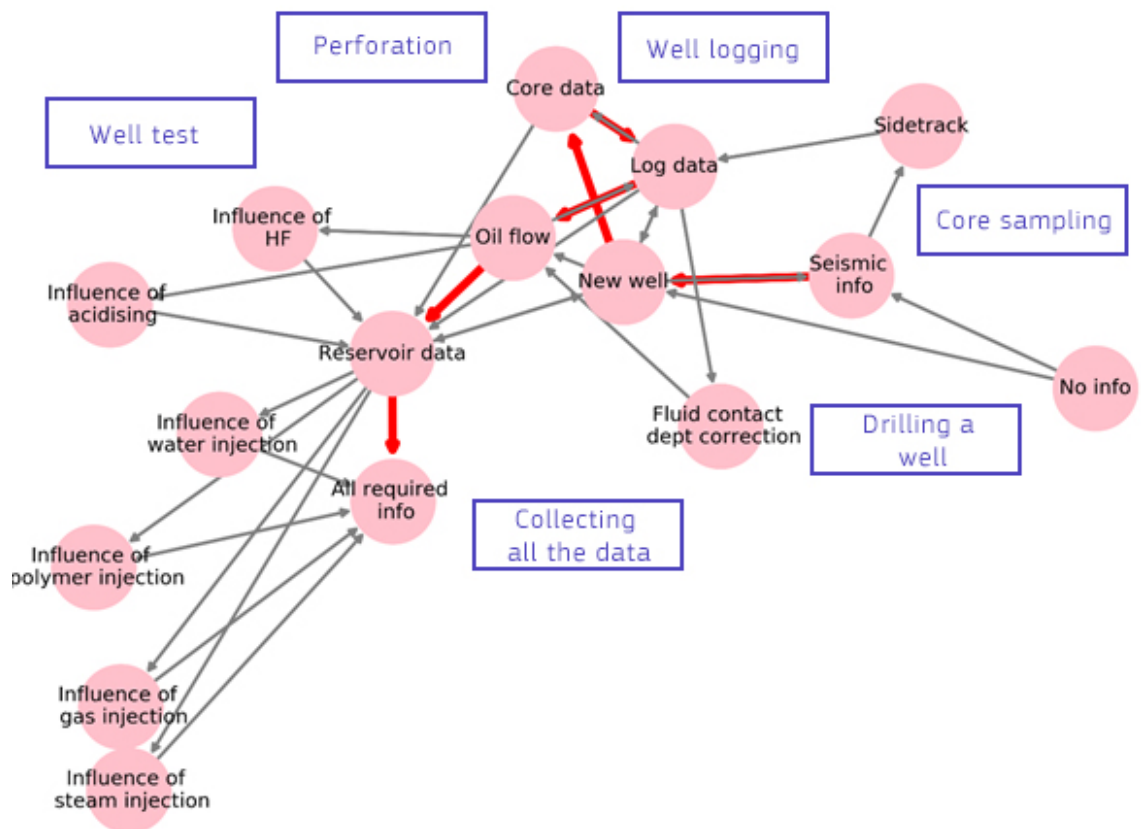 Perforation
Well logging
Core data
Sidetrack
Well test
Log data
Influence of
HF
Oil flow
Core sampling
New well
Seismic
info
Influence of
acidising
Reservoir data
No info
Influence of
water injection
Fluid contact
dept correction
Drilling a
well
All required
info
Collecting
all the data
Influence of
polymer injection
Influence of
gas injection
Influence of
steam injection